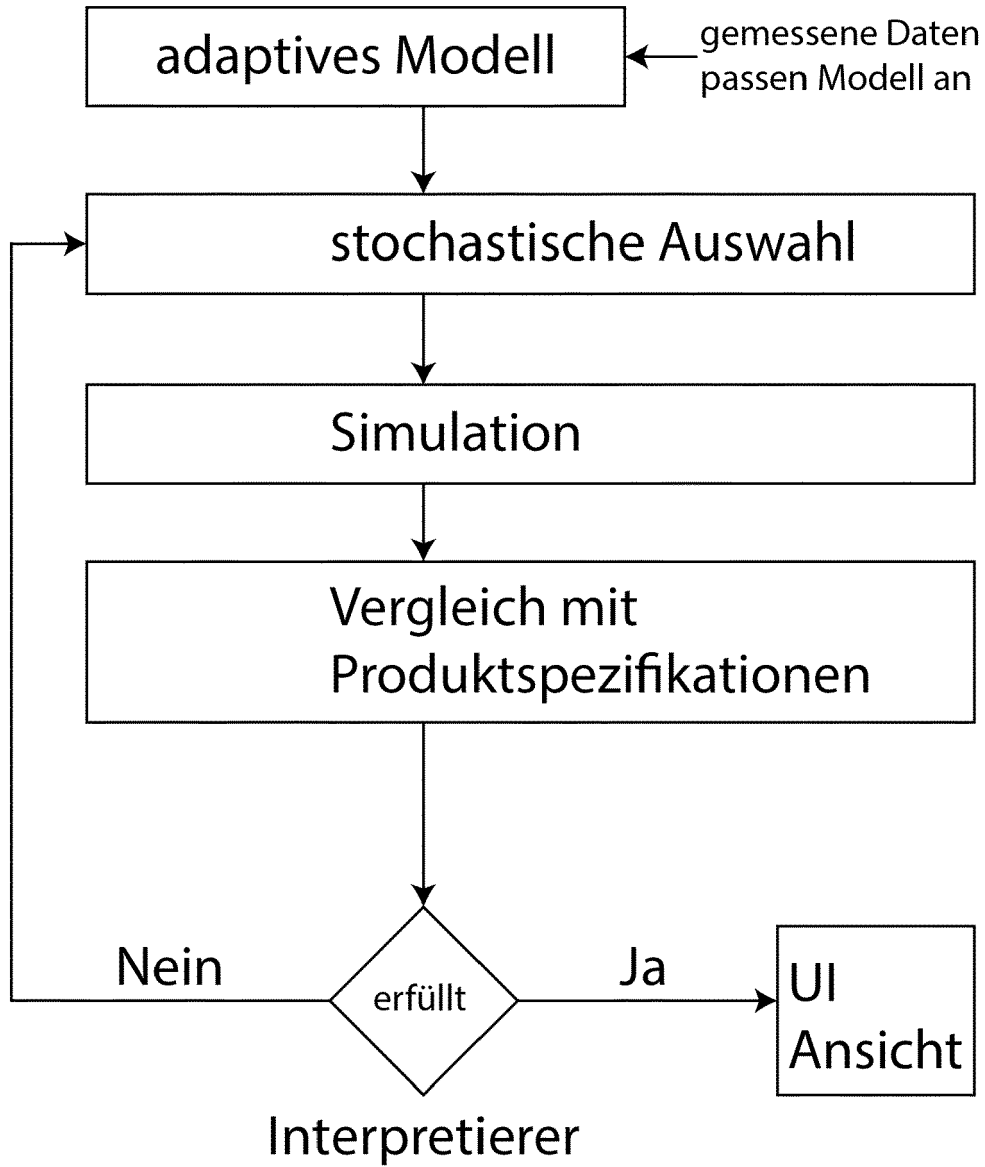 adaptives Modell
gemessene Daten
passen Modell an
stochastische Auswahl
Simulation
Vergleich mit
Produktspezifikationen
Nein
erfüllt
Ja
UI
Ansicht
Interpretierer